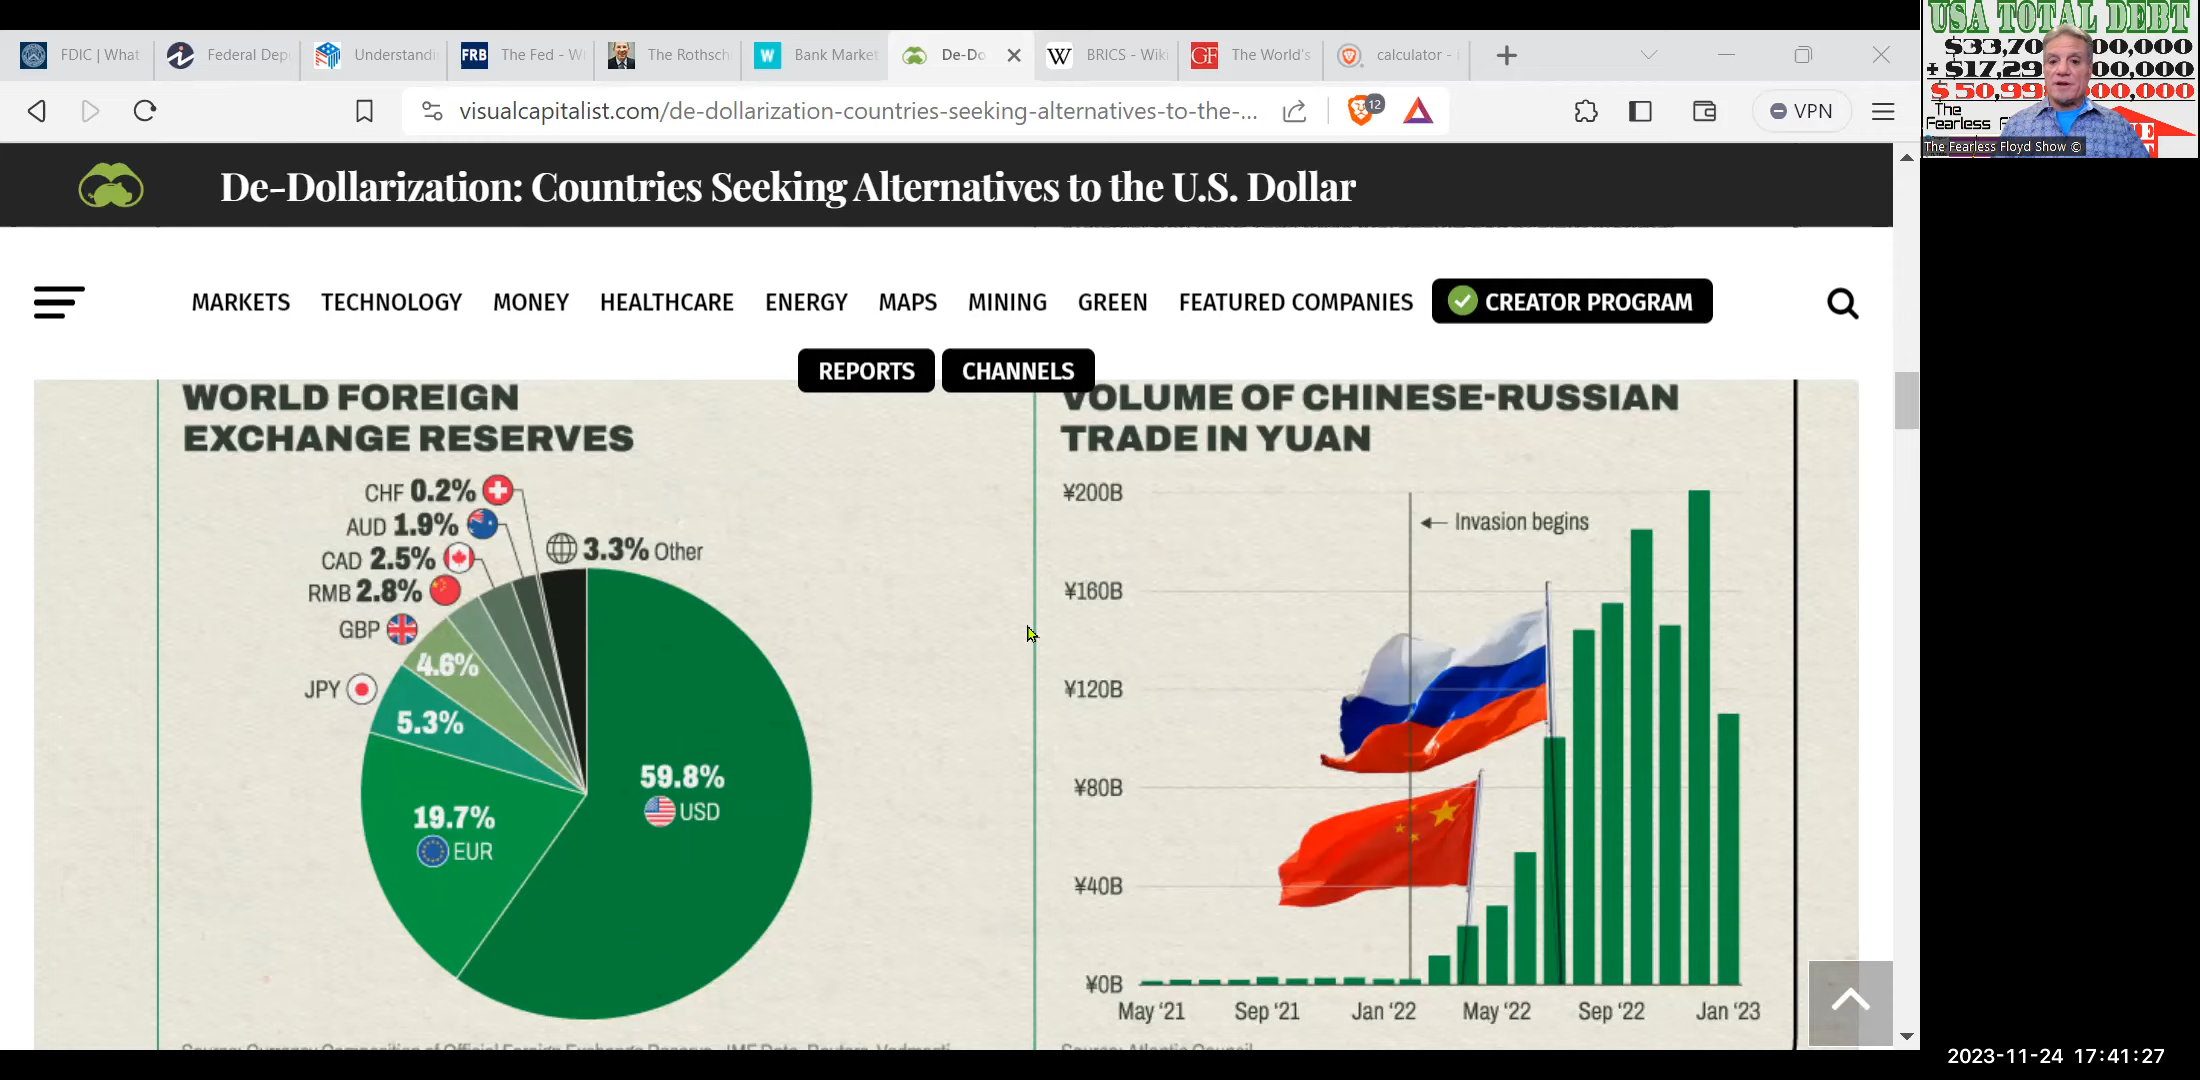 FDIC | What
Federal Dep
Understandi
FRB The Fed - W
The Rothsch
W Bank Market
De-Do
W BRICS - Wiki
GF The World's
calculator -
visualcapitalist.com/de-dollarization-countries-seeking-alternatives-to-the-...
12
VPN
De-Dollarization: Countries Seeking Alternatives to the U.S. Dollar
MARKETS TECHNOLOGY MONEY HEALTHCARE ENERGY MAPS MINING GREEN FEATURED COMPANIES CREATOR PROGRAM
REPORTS CHANNELS
WORLD FOREIGN
EXCHANGE RESERVES
CHF 0.2%
AUD 1.9%
CAD 2.5%
RMB 2.8%
GBP
4.6%
JPY
5.3%
3.3% Other
59.8%
USD
19.7%
EUR
VOLUME OF CHINESE-RUSSIAN
TRADE IN YUAN
¥200B
¥160B
¥120B
¥80B
¥40B
¥0B
Invasion begins
May ‘21 Sep ‘21 Jan ‘22 May ‘22 Sep ‘22 Jan ‘23
USA TOTAL DEBT
$33,70 00,000
+ $17,29 00,000
$ 50,99 00,000
The
Fearless
The Fearless Floyd Show ©
2023-11-24 17:41:27